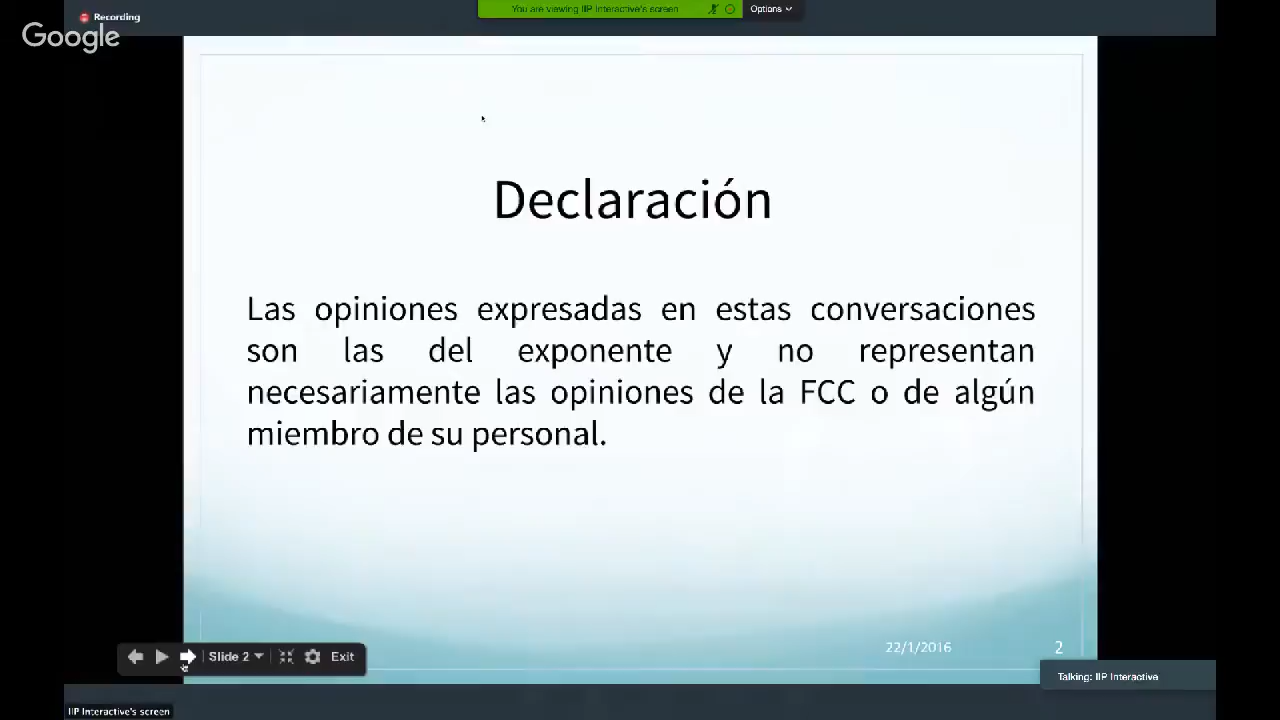 Recording
You are viewing IIP Interactive's screen
Options
Google
Declaración
Las opiniones expresadas en estas conversaciones
son las del exponente y no representan
necesariamente las opiniones de la FCC o de algún
miembro de su personal.
22/1/2016
2
Slide 2
Exit
Talking: IIP Interactive
IIP Interactive's screen